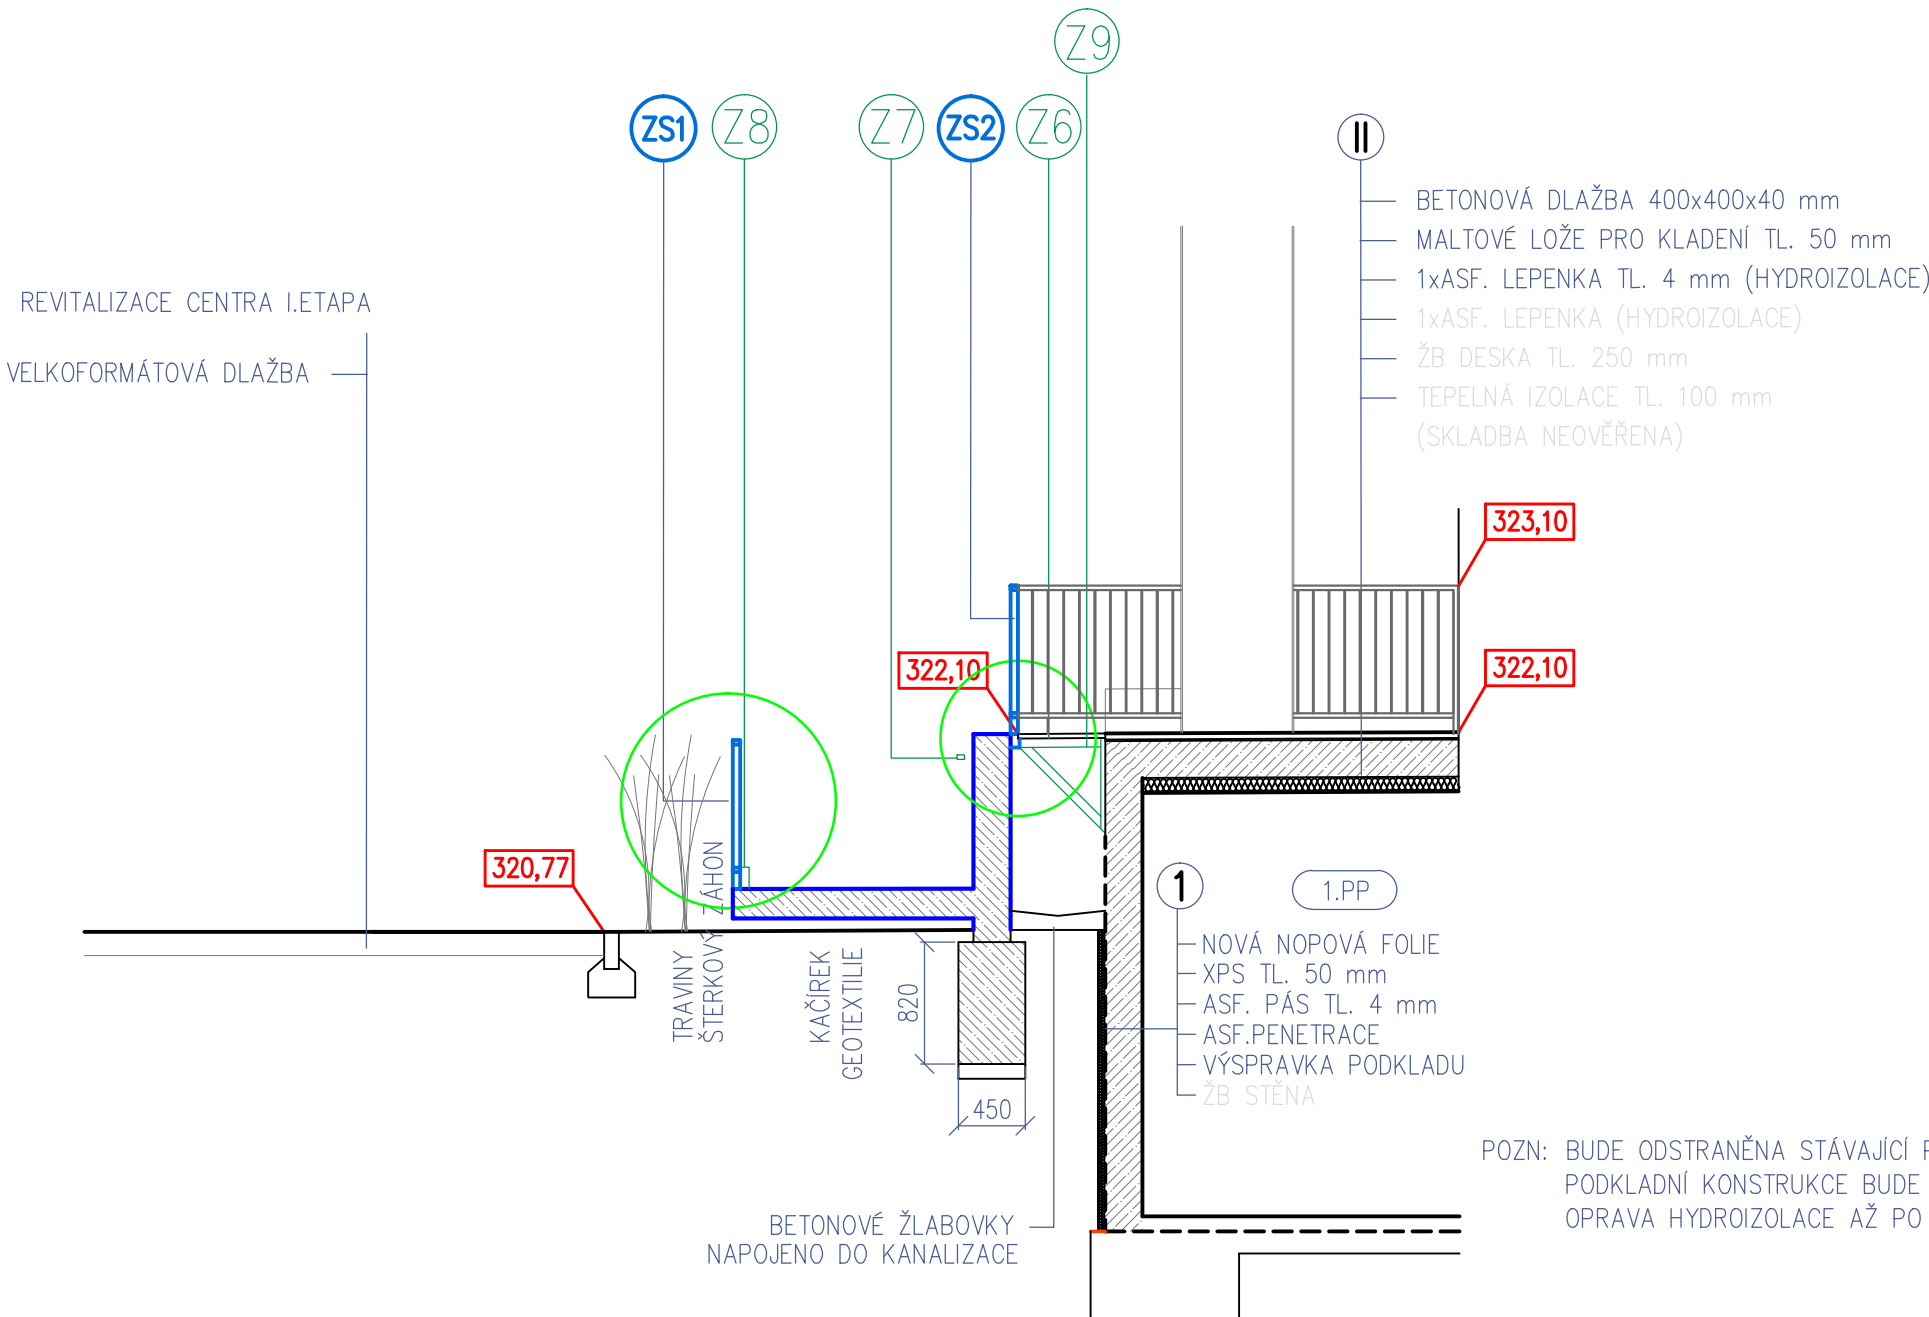 Z9
ZS1
Z8
Z7
ZS2
Z6
II
BETONOVÁ DLAŽBA 400x400x40 mm
MALTOVÉ LOŽE PRO KLADENÍ TL. 50 mm
1xASF. LEPENKA TL. 4 mm (HYDROIZOLACE)
1xASF. LEPENKA (HYDROIZOLACE)
ŽB DESKA TL. 250 mm
TEPELNÁ IZOLACE TL. 100 mm
(SKLADBA NEOVĚŘENA)
REVITALIZACE CENTRA I.ETAPA
VELKOFORMÁTOVÁ DLAŽBA
323,10
322,10
322,10
320,77
1
1.PP
NOVÁ NOPOVÁ FOLIE
XPS TL. 50 mm
ASF. PÁS TL. 4 mm
ASF.PENETRACE
VÝSPRAVKA PODKLADU
ŽB STĚNA
TRAVINY
ŠTERKOVÝ ZÁHON
KAČÍREK
GEOTEXTILIE
820
450
BETONOVÉ ŽLABOVKY
NAPOJENO DO KANALIZACE
POZN: BUDE ODSTRANĚNA STÁVAJÍCÍ
PODKLADNÍ KONSTRUKCE BUDE
OPRAVA HYDROIZOLACE AŽ PO